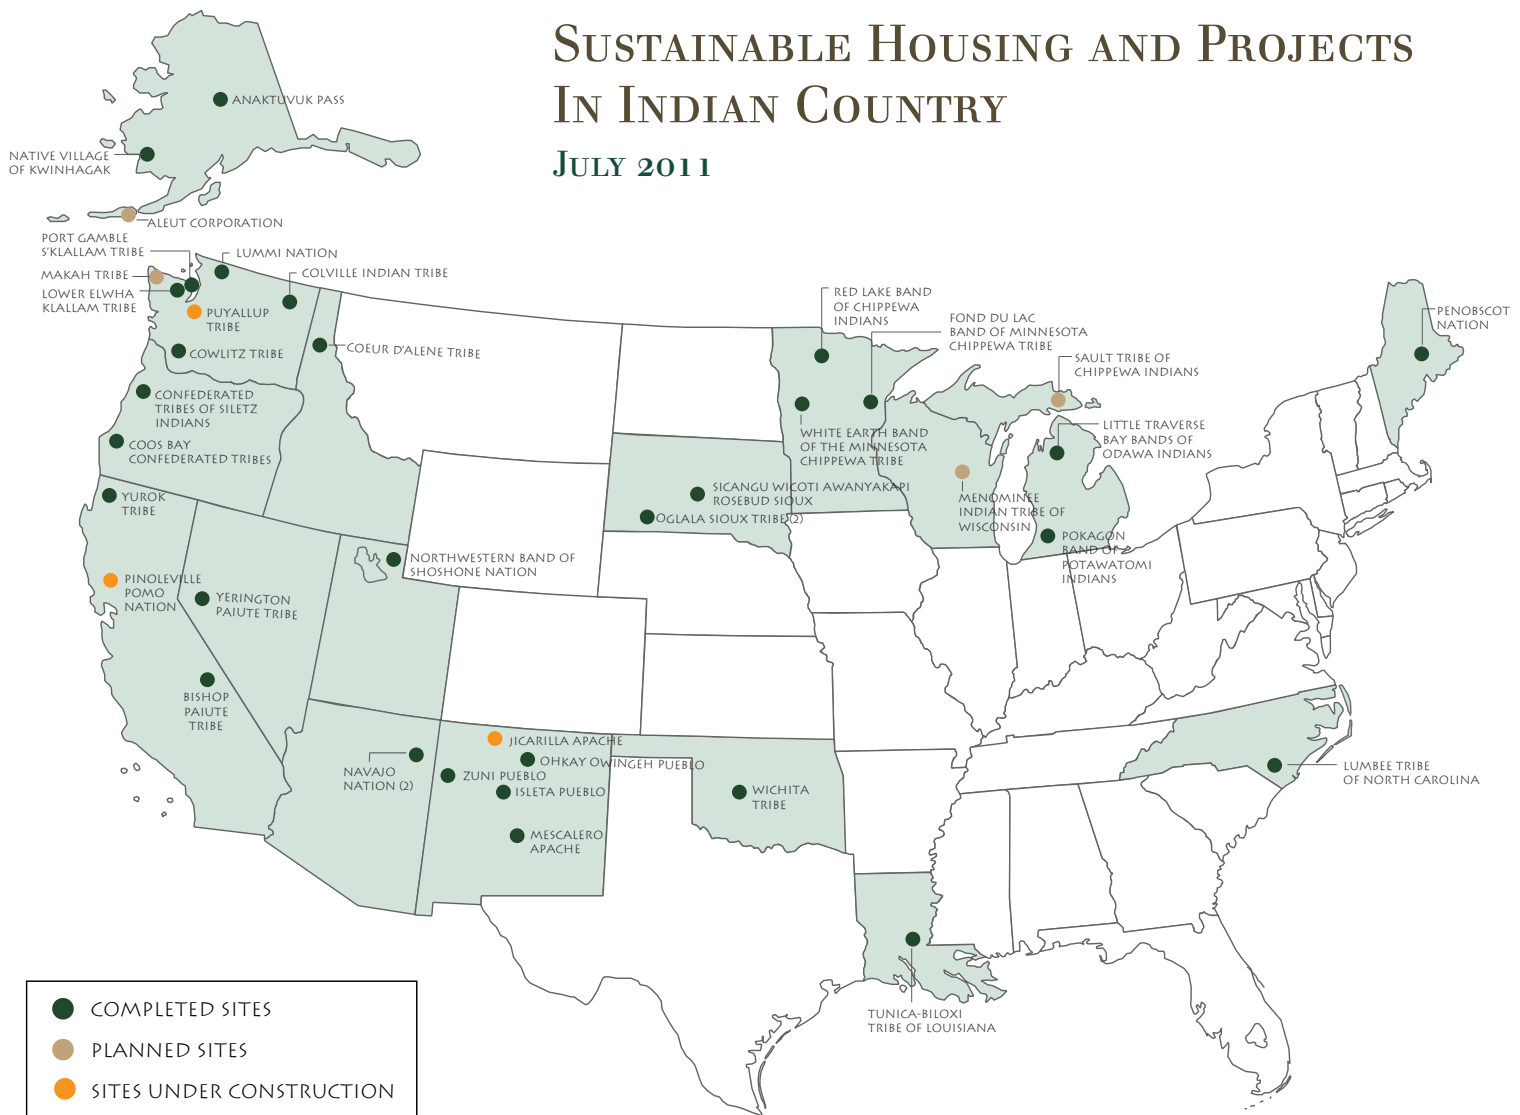 Sustainable Housing and Projects
In Indian Country
July 2011
ANAKTUVUK PASS
NATIVE VILLAGE
OF KWINHAGAK
ALEUT CORPORATION
PORT GAMBLE
S'KLALLAM TRIBE
LUMMI NATION
MAKAH TRIBE
COLVILLE INDIAN TRIBE
LOWER ELWHA
KLALLAM TRIBE
PUYALLUP
TRIBE
COWLITZ TRIBE
COEUR D'ALENE TRIBE
CONFEDERATED
TRIBES OF SILETZ
INDIANS
COOS BAY
CONFEDERATED TRIBES
YUROK
TRIBE
PINOLEVILLE
POMO
NATION
YERINGTON
PAIUTE TRIBE
BISHOP
PAIUTE
TRIBE
NORTHWESTERN BAND OF
SHOSHONE NATION
NAVAJO
NATION (2)
JICARILLA APACHE
OHKAY OWINGEH PUEBLO
ZUNI PUEBLO
ISLETA PUEBLO
MESCALERO
APACHE
WICHITA
TRIBE
RED LAKE BAND
OF CHIPPEWA
INDIANS
FOND DU LAC
BAND OF MINNESOTA
CHIPPEWA TRIBE
WHITE EARTH BAND
OF THE MINNESOTA
CHIPPEWA TRIBE
SICANGU WICOTI AWANYAKAPI
ROSEBUD SIOUX
OGLALA SIOUX TRIBE (2)
SAULT TRIBE OF
CHIPPEWA INDIANS
LITTLE TRAVERSE
BAY BANDS OF
ODAWA INDIANS
MENOMINEE
INDIAN TRIBE OF
WISCONSIN
POKAGON
BAND OF
POTAWATOMI
INDIANS
PENOBSCOT
NATION
LUMBEE TRIBE
OF NORTH CAROLINA
TUNICA-BILOXI
TRIBE OF LOUISIANA
COMPLETED SITES
PLANNED SITES
SITES UNDER CONSTRUCTION